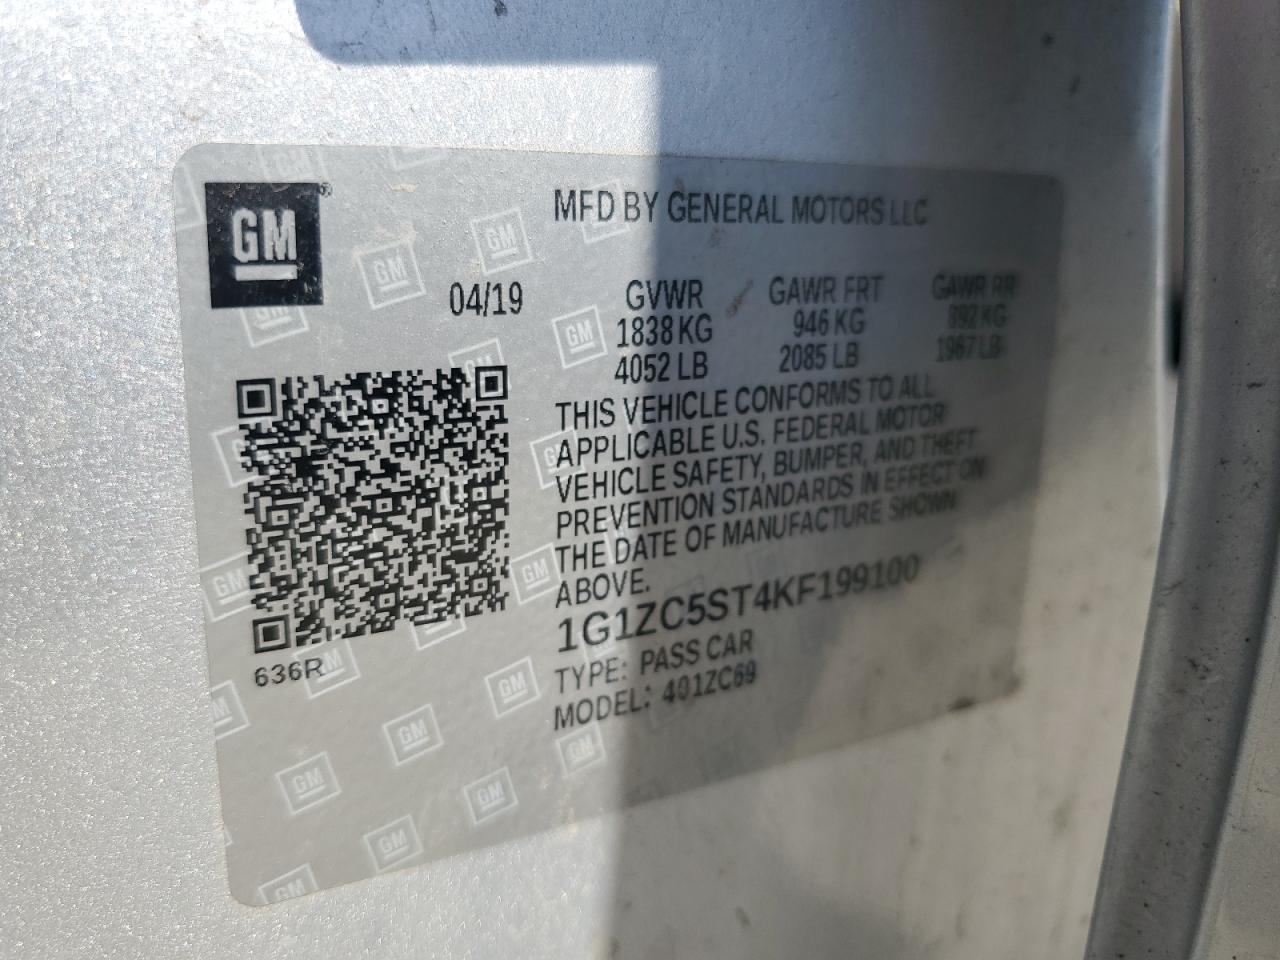 GM®
MFD BY GENERAL MOTORS LLC
04/19
GVWR GAWR FRT GAWR RR
1838 KG 946 KG 892 KG
4052 LB 2085 LB 1967 LB
THIS VEHICLE CONFORMS TO ALL
APPLICABLE U.S. FEDERAL MOTOR
VEHICLE SAFETY, BUMPER, AND THEFT
PREVENTION STANDARDS IN EFFECT ON
THE DATE OF MANUFACTURE SHOWN
ABOVE.
1G1ZC5ST4KF199100
TYPE: PASS CAR
MODEL: 401ZC69
636R